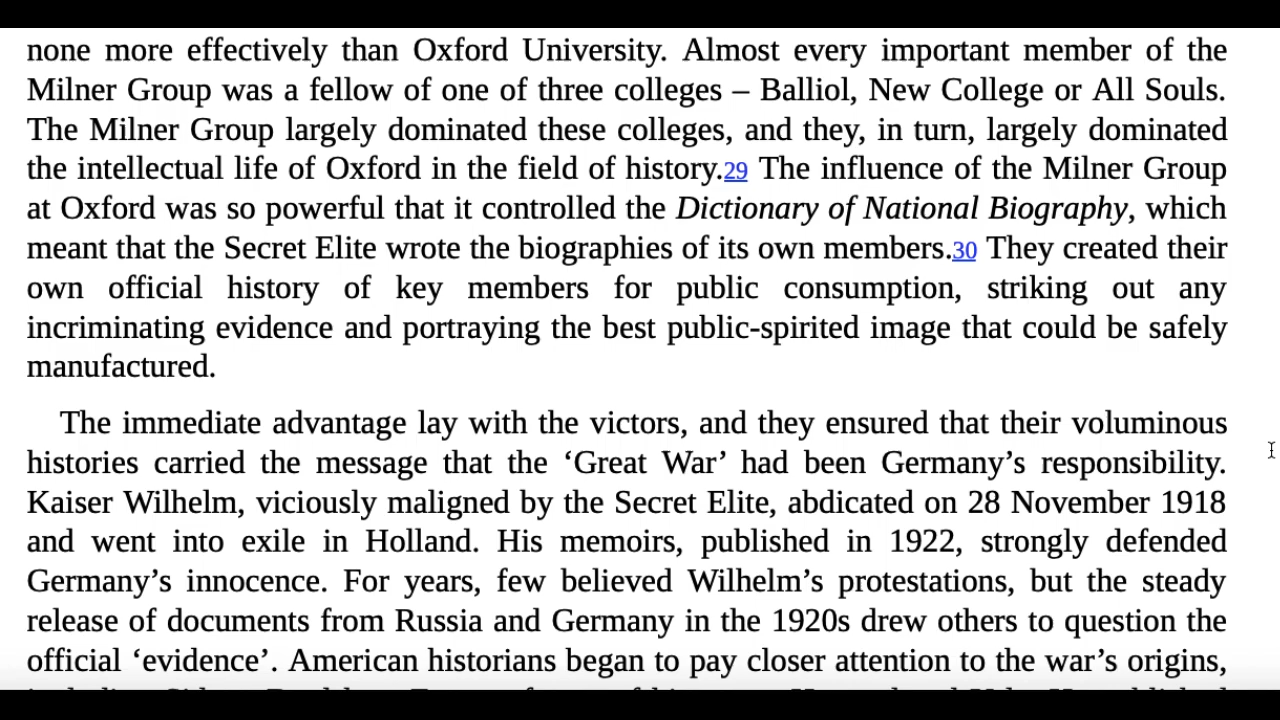 none more effectively than Oxford University. Almost every important member of the
Milner Group was a fellow of one of three colleges – Balliol, New College or All Souls.
The Milner Group largely dominated these colleges, and they, in turn, largely dominated
the intellectual life of Oxford in the field of history.29 The influence of the Milner Group
at Oxford was so powerful that it controlled the Dictionary of National Biography, which
meant that the Secret Elite wrote the biographies of its own members.30 They created their
own official history of key members for public consumption, striking out any
incriminating evidence and portraying the best public-spirited image that could be safely
manufactured.
The immediate advantage lay with the victors, and they ensured that their voluminous
histories carried the message that the ‘Great War’ had been Germany’s responsibility.
Kaiser Wilhelm, viciously maligned by the Secret Elite, abdicated on 28 November 1918
and went into exile in Holland. His memoirs, published in 1922, strongly defended
Germany’s innocence. For years, few believed Wilhelm’s protestations, but the steady
release of documents from Russia and Germany in the 1920s drew others to question the
official ‘evidence’. American historians began to pay closer attention to the war’s origins,